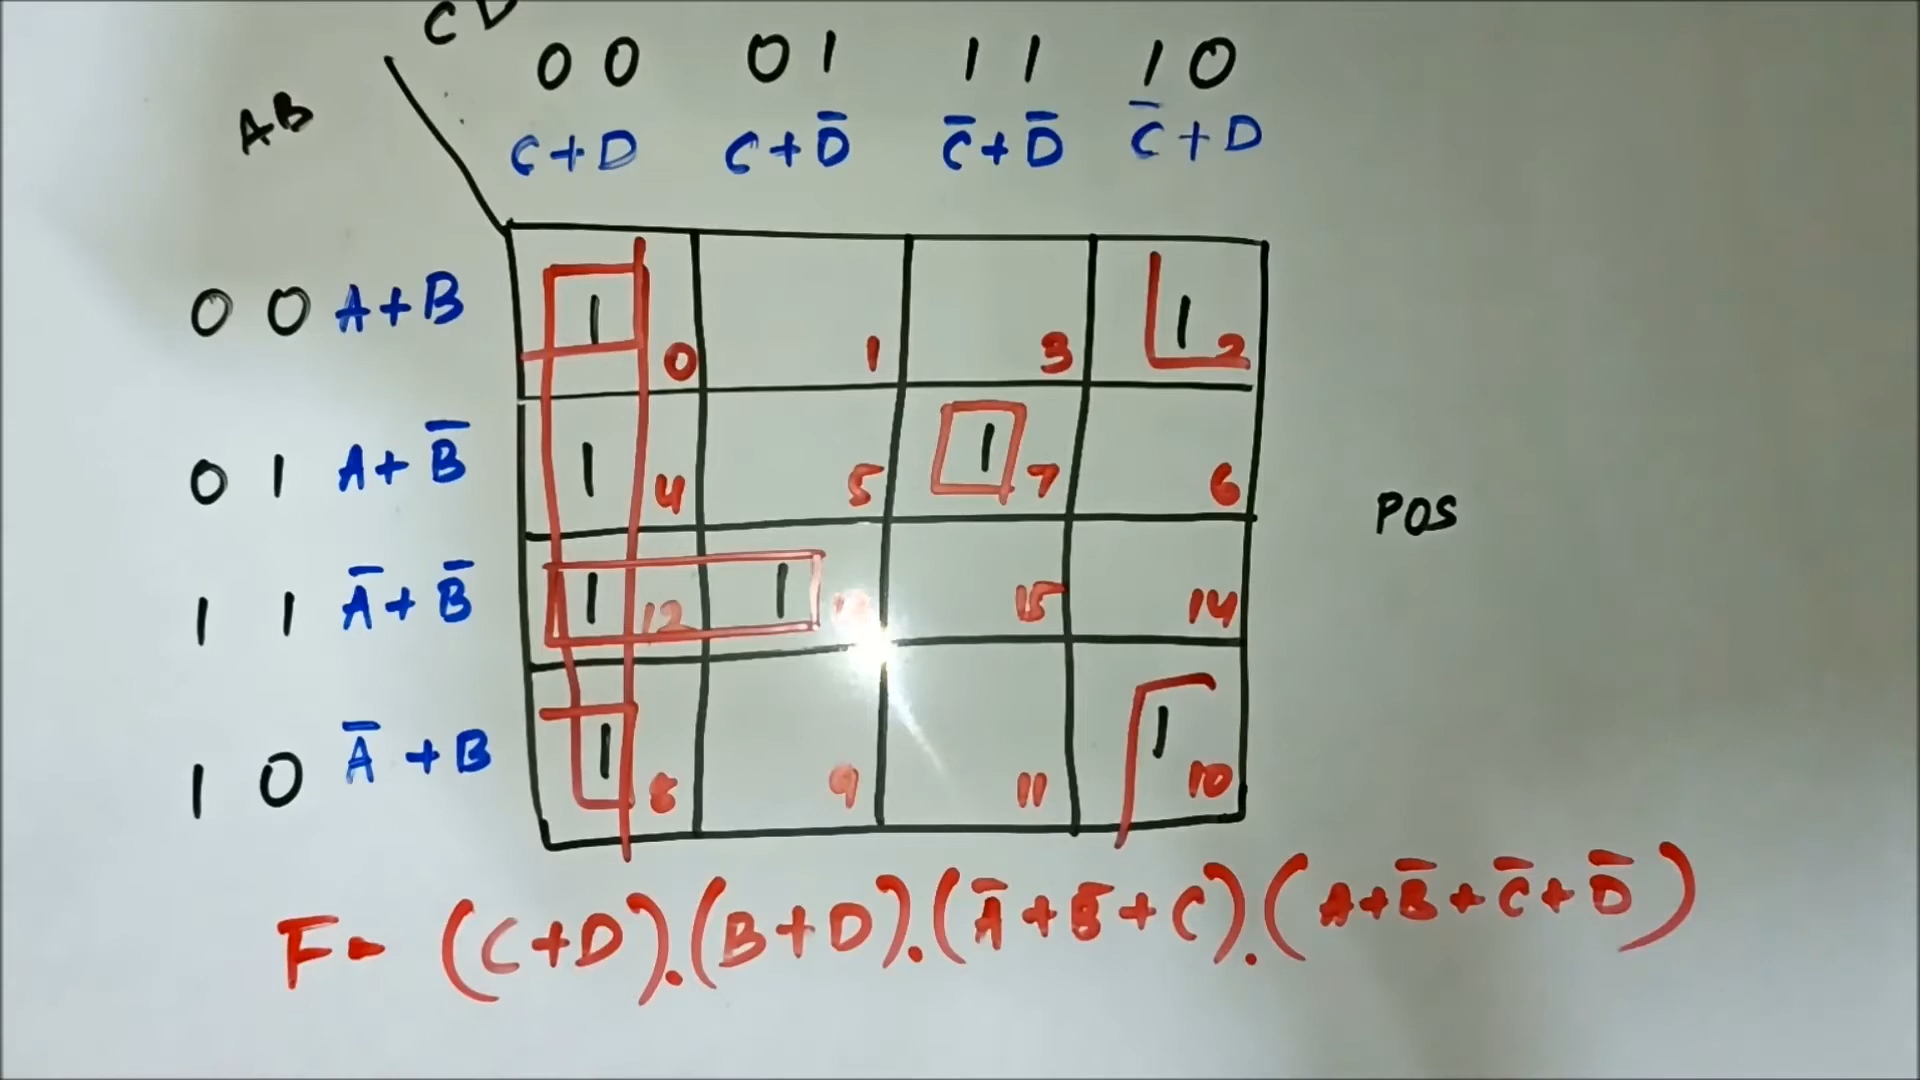 CD
00 01 11 10
AB
C+D C+D̅ C̅+D̅ C̅+D
00 A+B 1 0 1 3 1 2
01 A+B̅ 1 4 5 1 7 6
POS
11 A̅+B̅ 1 12 1 15 14
10 A̅+B 1 8 9 11 1 10
F= (C+D).(B+D).(A̅+B̅+C).(A+B̅+C̅+D̅)